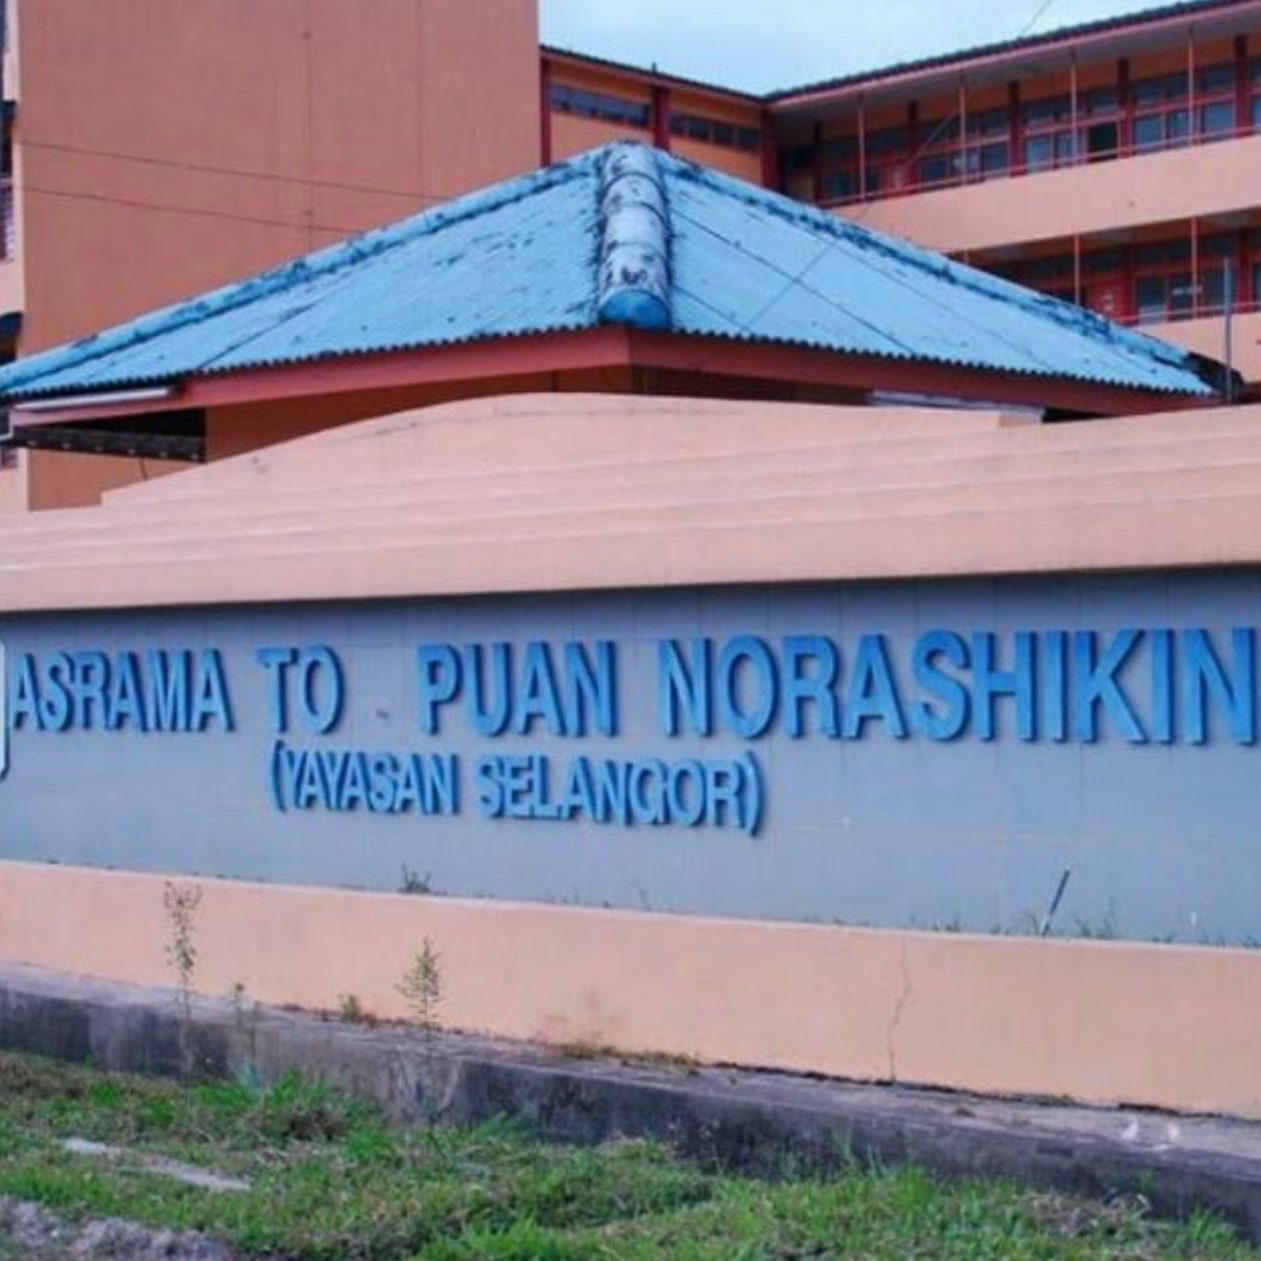 ASRAMA TO PUAN NORASHIKIN
(YAYASAN SELANGOR)